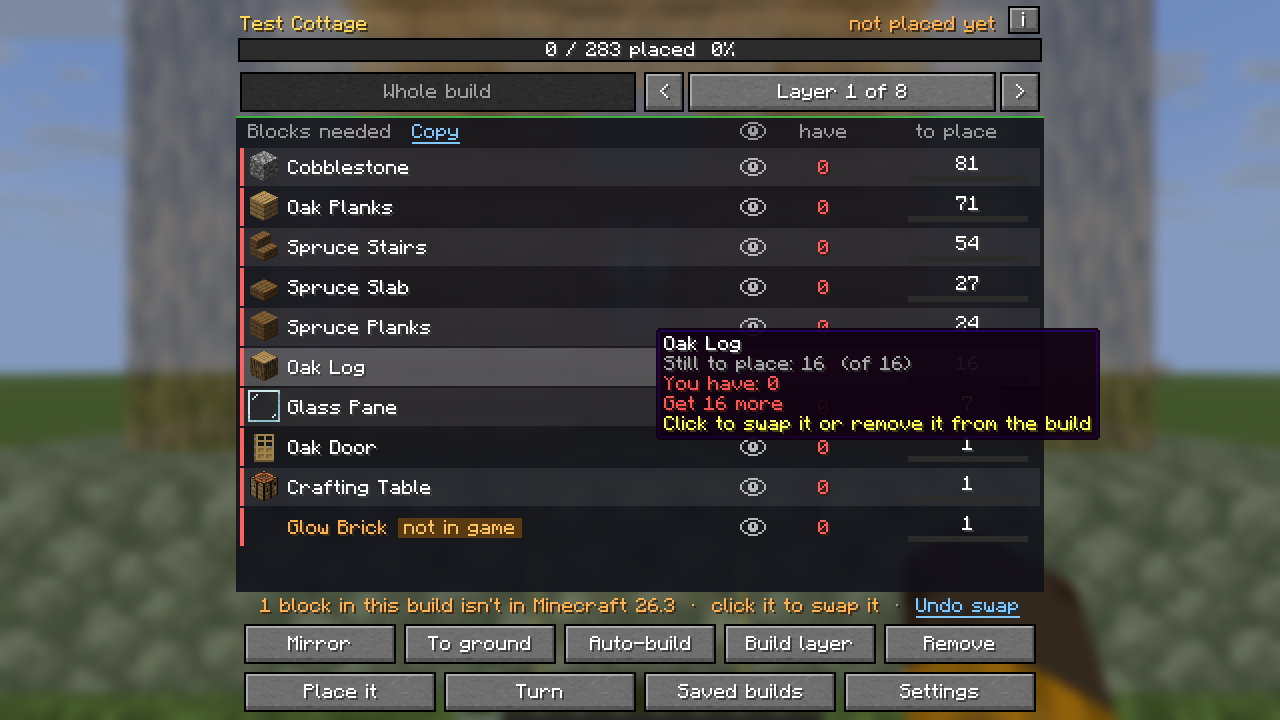 Test Cottage
not placed yet
i
0 / 283 placed 0%
Whole build
<
Layer 1 of 8
>
Blocks needed Copy have to place
Cobblestone 0 81
Oak Planks 0 71
Spruce Stairs 0 54
Spruce Slab 0 27
Spruce Planks 0 24
Oak Log 16
Glass Pane 0 7
Oak Door 0 1
Crafting Table 0 1
Glow Brick not in game 0 1
Oak Log
Still to place: 16 (of 16)
You have: 0
Get 16 more
Click to swap it or remove it from the build
1 block in this build isn't in Minecraft 26.3 · click it to swap it · Undo swap
Mirror
To ground
Auto-build
Build layer
Remove
Place it
Turn
Saved builds
Settings